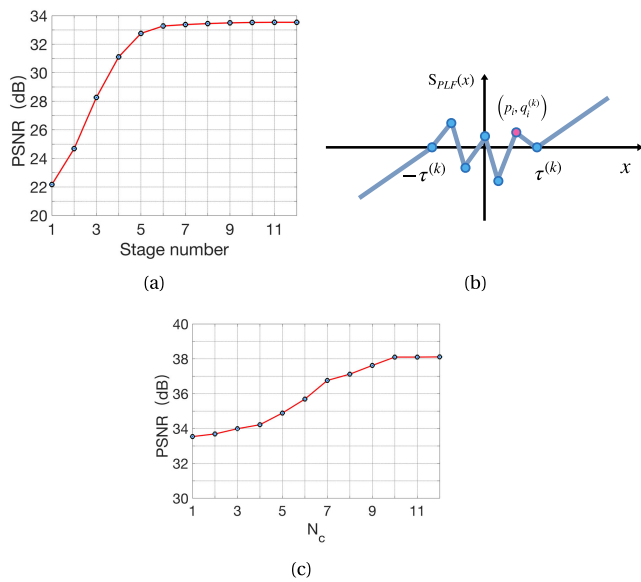 34
32
30
28
26
24
22
20
PSNR (dB)
1 3 5 7 9 11
Stage number
(a)
S_PLF(x)
(p_i, q_i^(k))
−τ^(k)
τ^(k)
x
(b)
40
38
36
34
32
30
PSNR (dB)
1 3 5 7 9 11
N_c
(c)